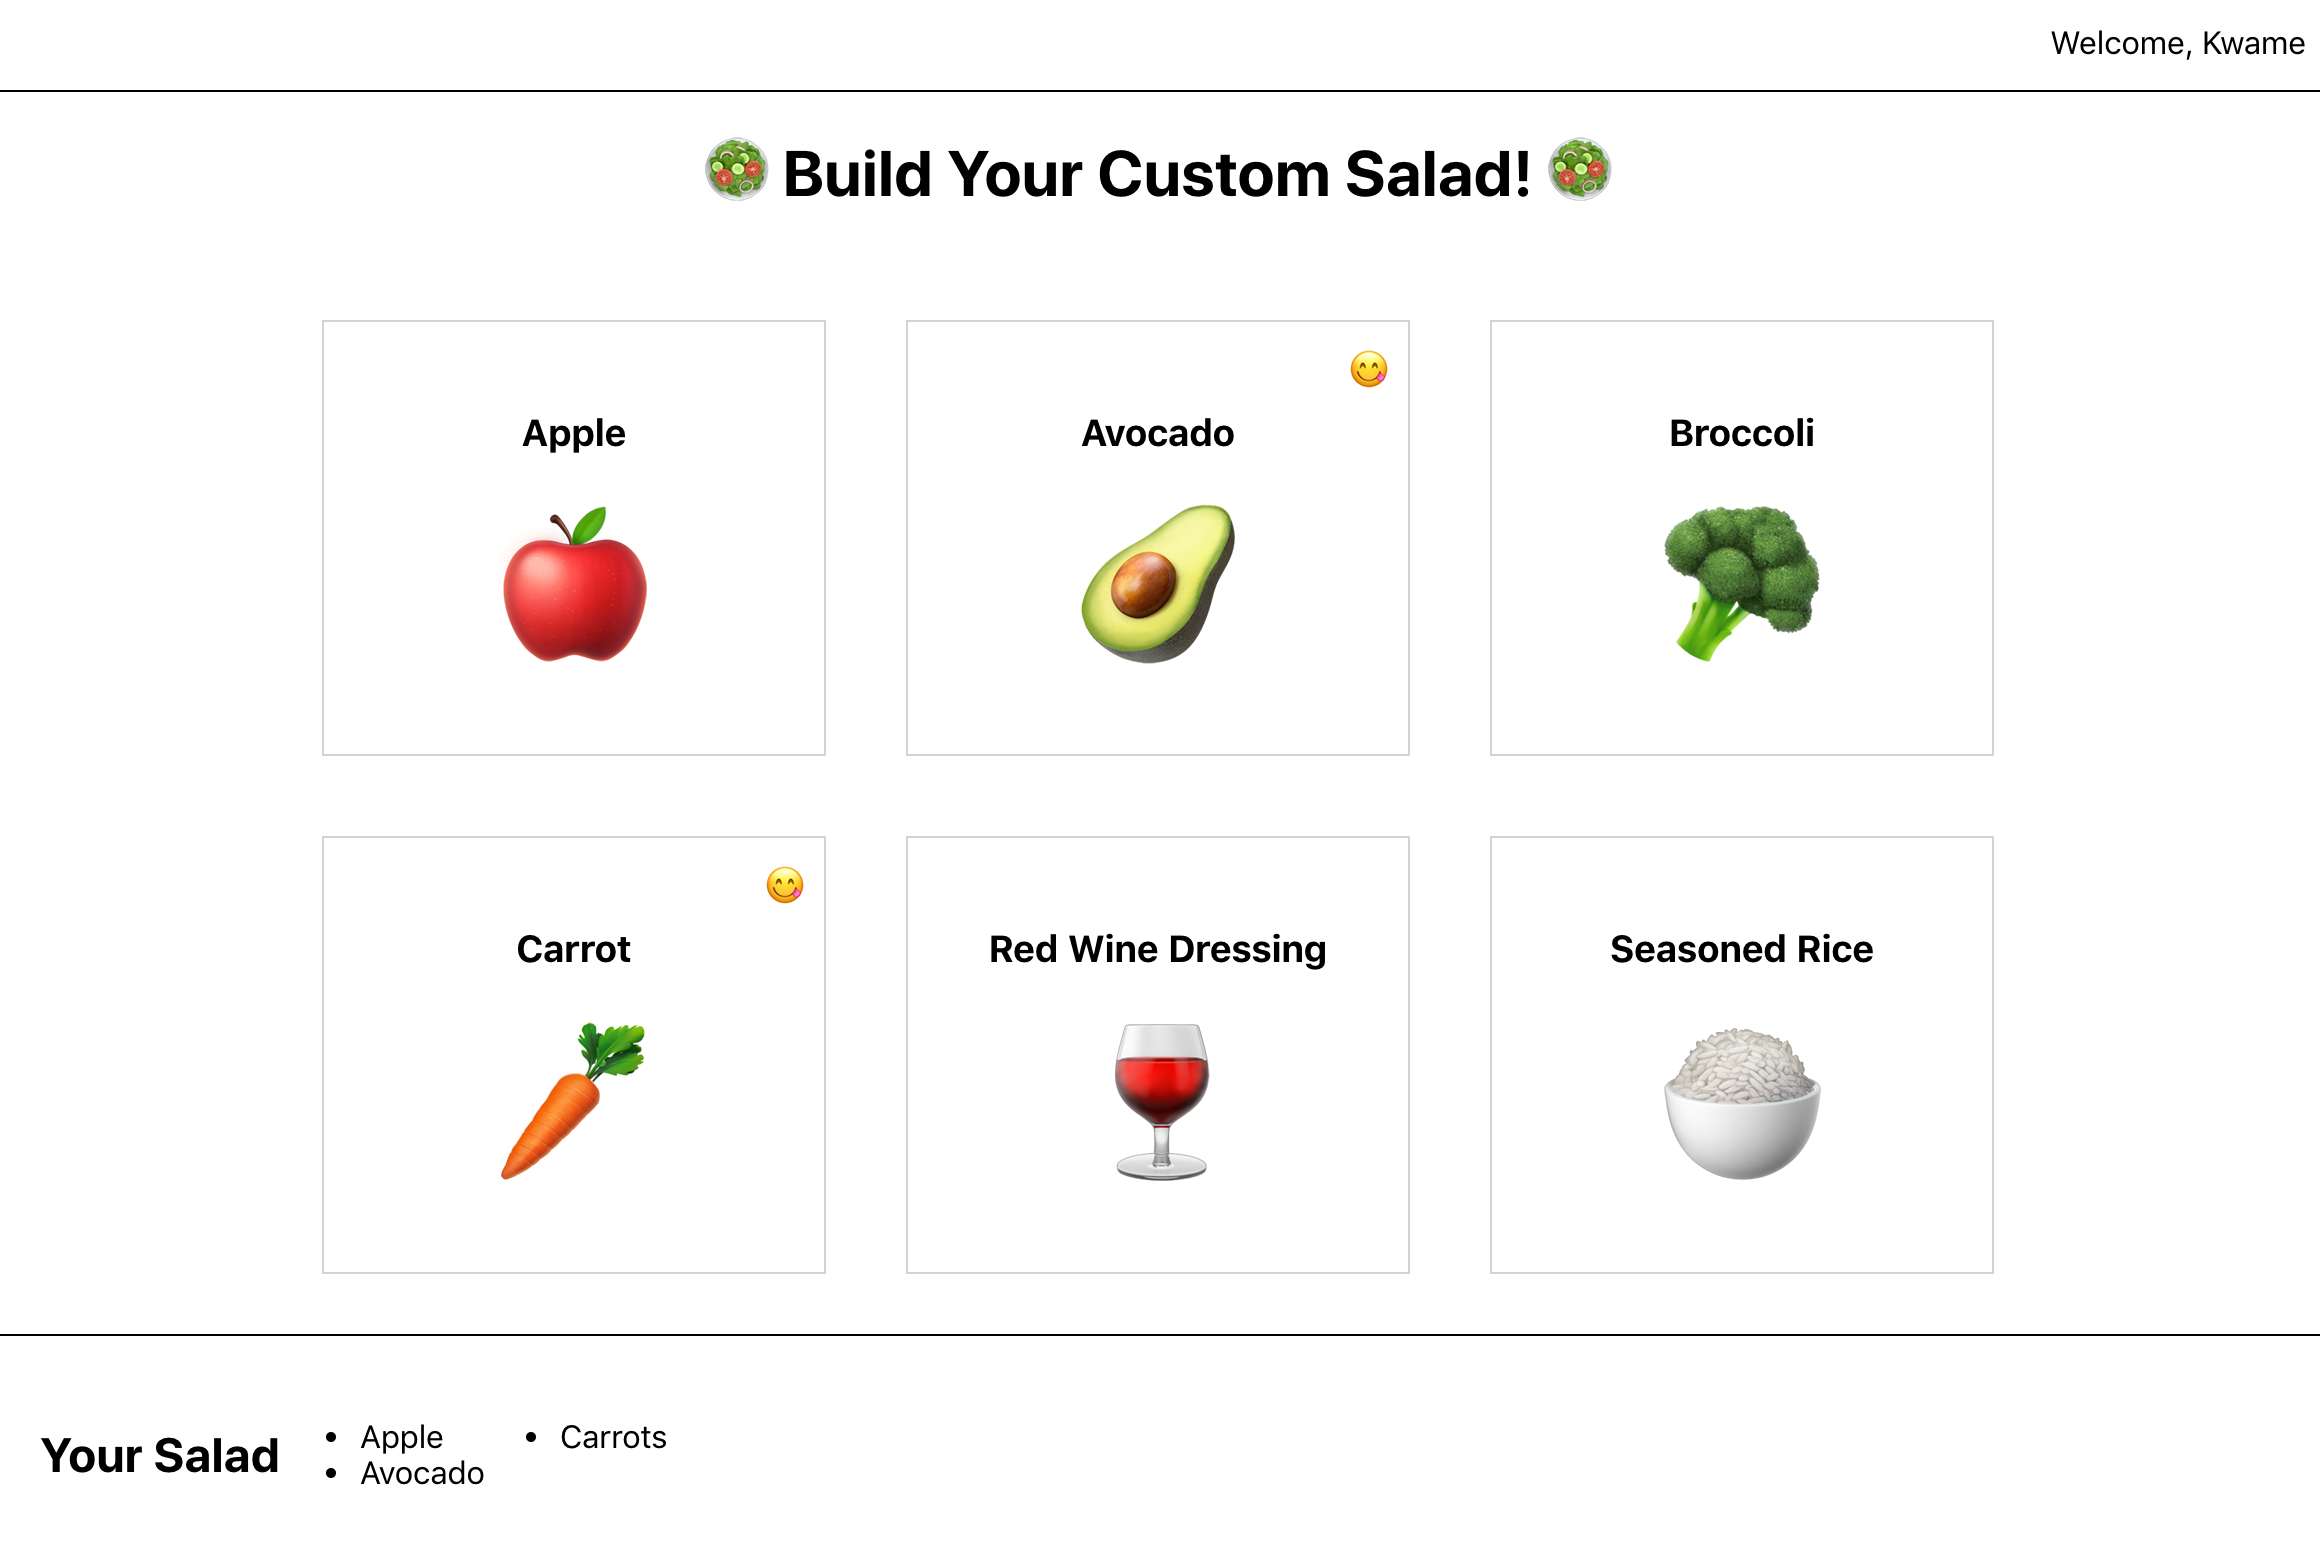 Welcome, Kwame
Build Your Custom Salad!
Apple
Avocado
Broccoli
Carrot
Red Wine Dressing
Seasoned Rice
Your Salad
Apple
Avocado
Carrots